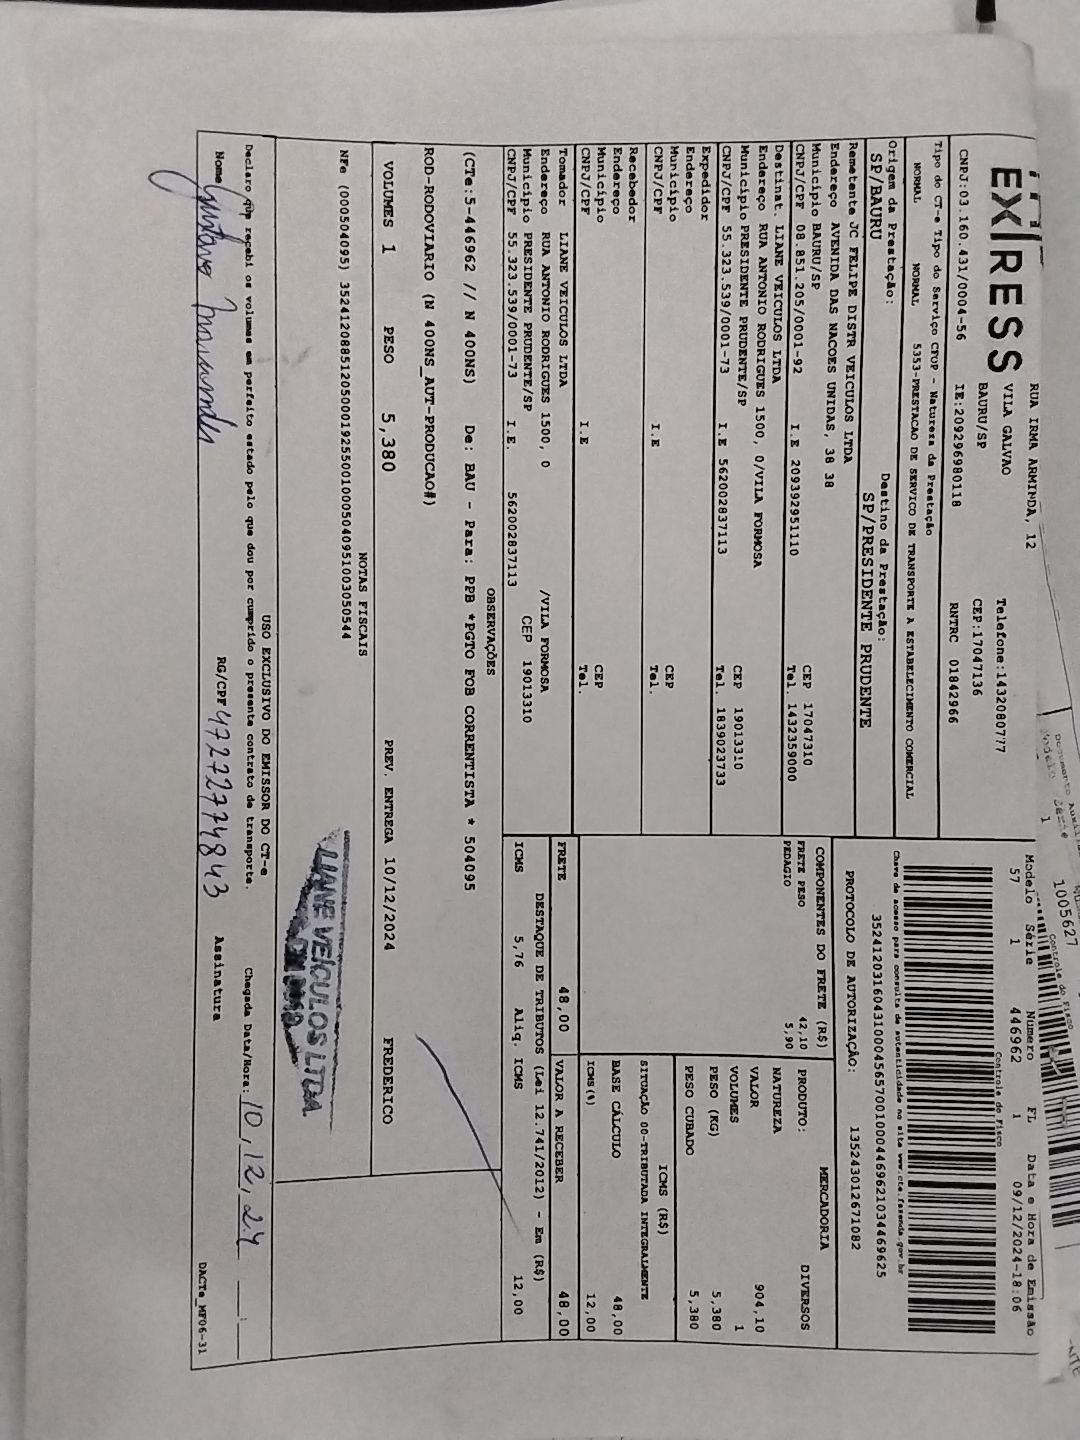 EX|RESS
RUA IRMA ARMINDA, 12
VILA GALVAO
BAURU/SP
Telefone:1432080777
CEP:17047136
CNPJ:03.160.431/0004-56
IE:209296980118
RNTRC 01842966
Tipo do CT-e Tipo do Serviço CFOP - Natureza da Prestação
NORMAL NORMAL 5353-PRESTACAO DE SERVICO DE TRANSPORTE A ESTABELECIMENTO COMERCIAL
Origem da Prestação: Destino da Prestação:
SP/BAURU SP/PRESIDENTE PRUDENTE
Remetente JC FELIPE DISTR VEICULOS LTDA
Endereço AVENIDA DAS NACOES UNIDAS, 38 38
Município BAURU/SP CEP 17047310
CNPJ/CPF 08.851.205/0001-92 I.E 209392951110 Tel. 1432359000
Destinat. LIANE VEICULOS LTDA
Endereço RUA ANTONIO RODRIGUES 1500, 0/VILA FORMOSA
Município PRESIDENTE PRUDENTE/SP CEP 19013310
CNPJ/CPF 55.323.539/0001-73 I.E 562002837113 Tel. 1839023733
Expedidor
Endereço
Município CEP
CNPJ/CPF I.E Tel.
Recebedor
Endereço
Município CEP
CNPJ/CPF I.E Tel.
Tomador LIANE VEICULOS LTDA
Endereço RUA ANTONIO RODRIGUES 1500, 0 /VILA FORMOSA
Município PRESIDENTE PRUDENTE/SP CEP 19013310
CNPJ/CPF 55.323.539/0001-73 I.E. 562002837113
Modelo Série Número FL Data e Hora de Emissão
57 1 446962 1 09/12/2024-18:06
Controle do Fisco
Chave de acesso para consulta de autenticidade no site www.cte.fazenda.gov.br
35241203160431000456570010004469621034469625
PROTOCOLO DE AUTORIZAÇÃO: 135243012671082
COMPONENTES DO FRETE (R$)
FRETE PESO 42,10
PEDAGIO 5,90
MERCADORIA
PRODUTO: DIVERSOS
NATUREZA
VALOR 904,10
VOLUMES 1
PESO (KG) 5,380
PESO CUBADO 5,380
ICMS (R$)
SITUAÇÃO 00-TRIBUTADA INTEGRALMENTE
BASE CÁLCULO 48,00
ICMS(%) 12,00
FRETE 48,00 VALOR A RECEBER 48,00
DESTAQUE DE TRIBUTOS (Lei 12.741/2012) - Em (R$)
ICMS 5,76 Aliq. ICMS 12,00
OBSERVAÇÕES
(CTe:5-446962 // N 400NS) De: BAU - Para: PPB *PGTO FOB CORRENTISTA * 504095
ROD-RODOVIARIO (N 400NS_AUT-PRODUCAO#)
VOLUMES 1 PESO 5,380 PREV. ENTREGA 10/12/2024 FREDERICO
NOTAS FISCAIS
NFe (000504095) 35241208851205000192550010005040951003050544
LIANE VEÍCULOS LTDA
USO EXCLUSIVO DO EMISSOR DO CT-e
Declaro que recebi os volumes em perfeito estado pelo que dou por cumprido o presente contrato de transporte. Chegada Data/Hora: 10,12,24
Nome Gustavo RG/CPF 47272774843 Assinatura
DACTe_MF06-31
1005627